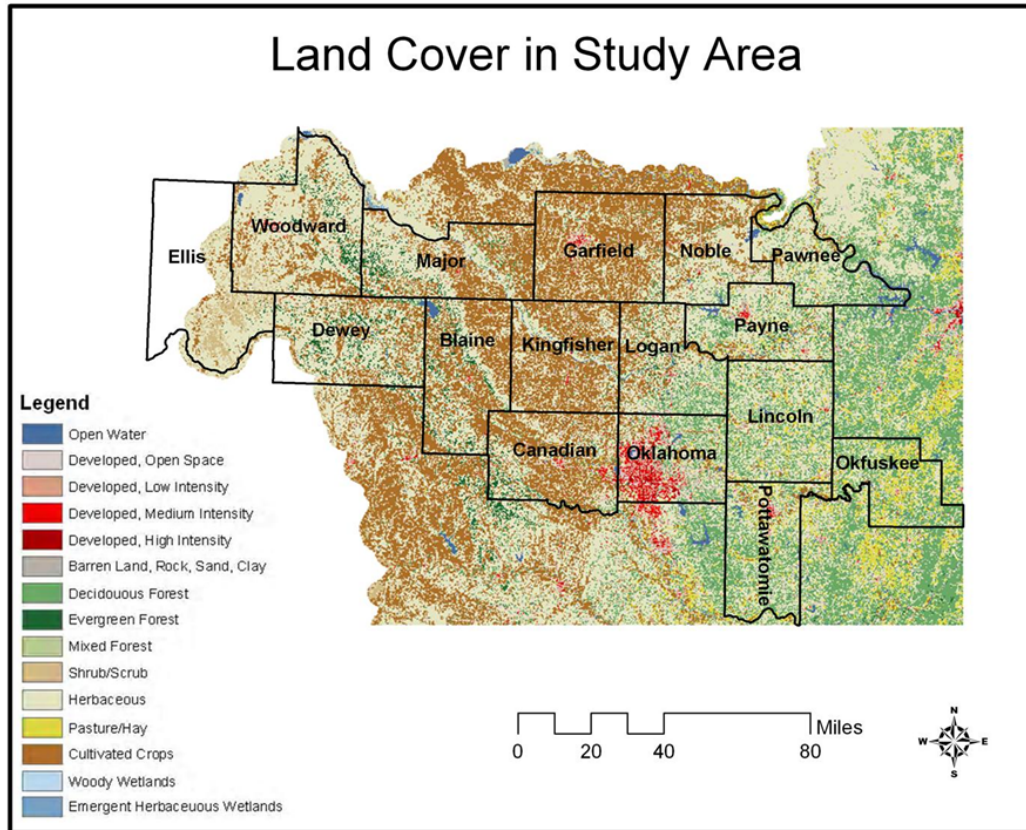 Land Cover in Study Area
Woodward
Ellis
Major
Garfield
Noble
Pawnee
Dewey
Blaine
Kingfisher
Logan
Payne
Lincoln
Canadian
Oklahoma
Okfuskee
Pottawatomie
Legend
Open Water
Developed, Open Space
Developed, Low Intensity
Developed, Medium Intensity
Developed, High Intensity
Barren Land, Rock, Sand, Clay
Decidouous Forest
Evergreen Forest
Mixed Forest
Shrub/Scrub
Herbaceous
Pasture/Hay
Cultivated Crops
Woody Wetlands
Emergent Herbaceuous Wetlands
Miles
0 20 40 80
N
W E
S